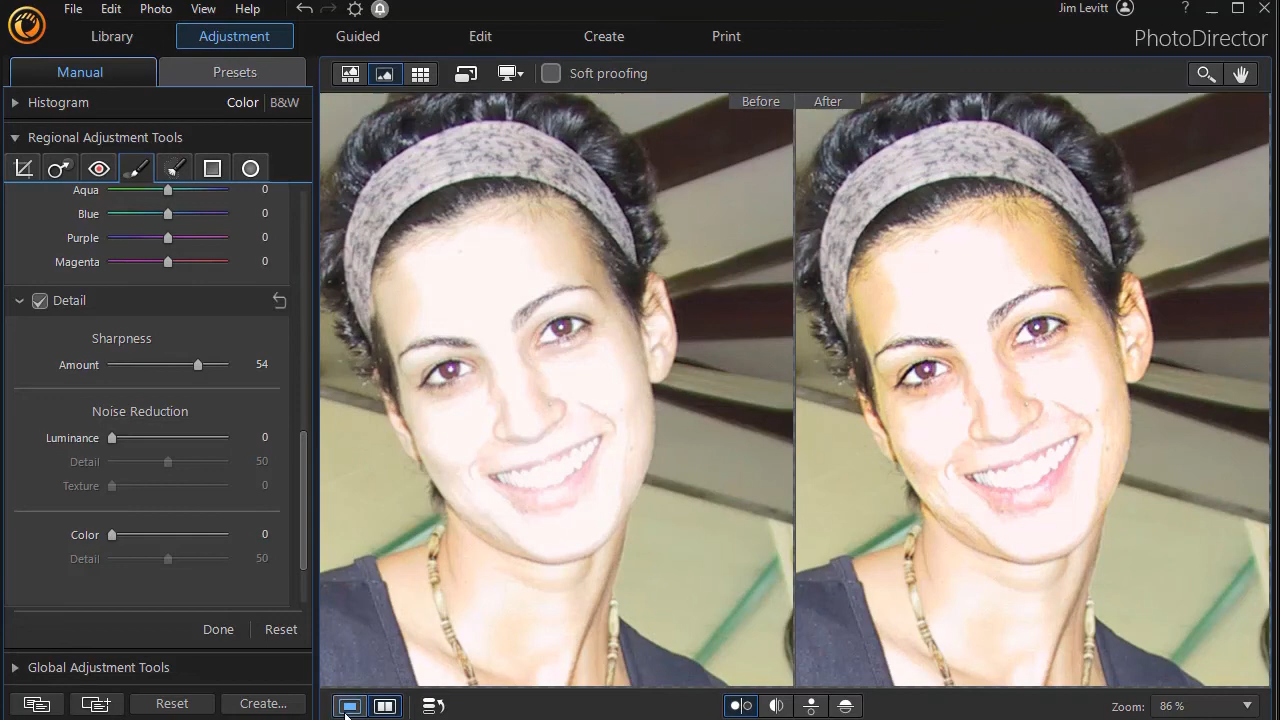 File Edit Photo View Help
Jim Levitt
?
Library Adjustment Guided Edit Create Print
PhotoDirector
Manual Presets
Soft proofing
Histogram Color B&W
Before After
Regional Adjustment Tools
Aqua 0
Blue 0
Purple 0
Magenta 0
Detail
Sharpness
Amount 54
Noise Reduction
Luminance 0
Detail 50
Texture 0
Color 0
Detail 50
Done Reset
Global Adjustment Tools
Reset Create...
Zoom: 86 %